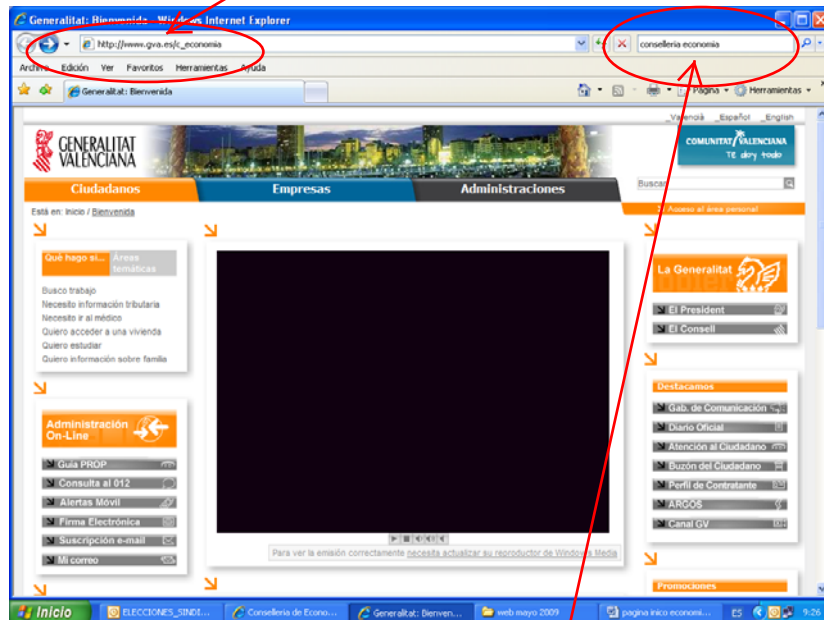 Generalitat: Bienvenida - Windows Internet Explorer
http://www.gva.es/c_economia
conselleria economia
Archivo Edición Ver Favoritos Herramientas Ayuda
Generalitat: Bienvenida
Página Herramientas
_Valencià _Español _English
GENERALITAT
VALENCIANA
COMUNITAT VALENCIANA
TE doy todo
Ciudadanos
Empresas
Administraciones
Buscar
Está en: Inicio / Bienvenida
Acceso al área personal
Qué hago si...
Áreas
temáticas
Busco trabajo
Necesito información tributaria
Necesito ir al médico
Quiero acceder a una vivienda
Quiero estudiar
Quiero información sobre familia
Administración
On-Line
Guía PROP
Consulta al 012
Alertas Móvil
Firma Electrónica
Suscripción e-mail
Mi correo
Para ver la emisión correctamente necesita actualizar su reproductor de Windows Media
La Generalitat
El President
El Consell
Destacamos
Gab. de Comunicación
Diario Oficial
Atención al Ciudadano
Buzón del Ciudadano
Perfil de Contratante
ARGOS
Canal GV
Promociones
Inicio
ELECCIONES_SINDI...
Conselleria de Econo...
Generalitat: Bienven...
web mayo 2009
pagina inico economi...
ES
9:26